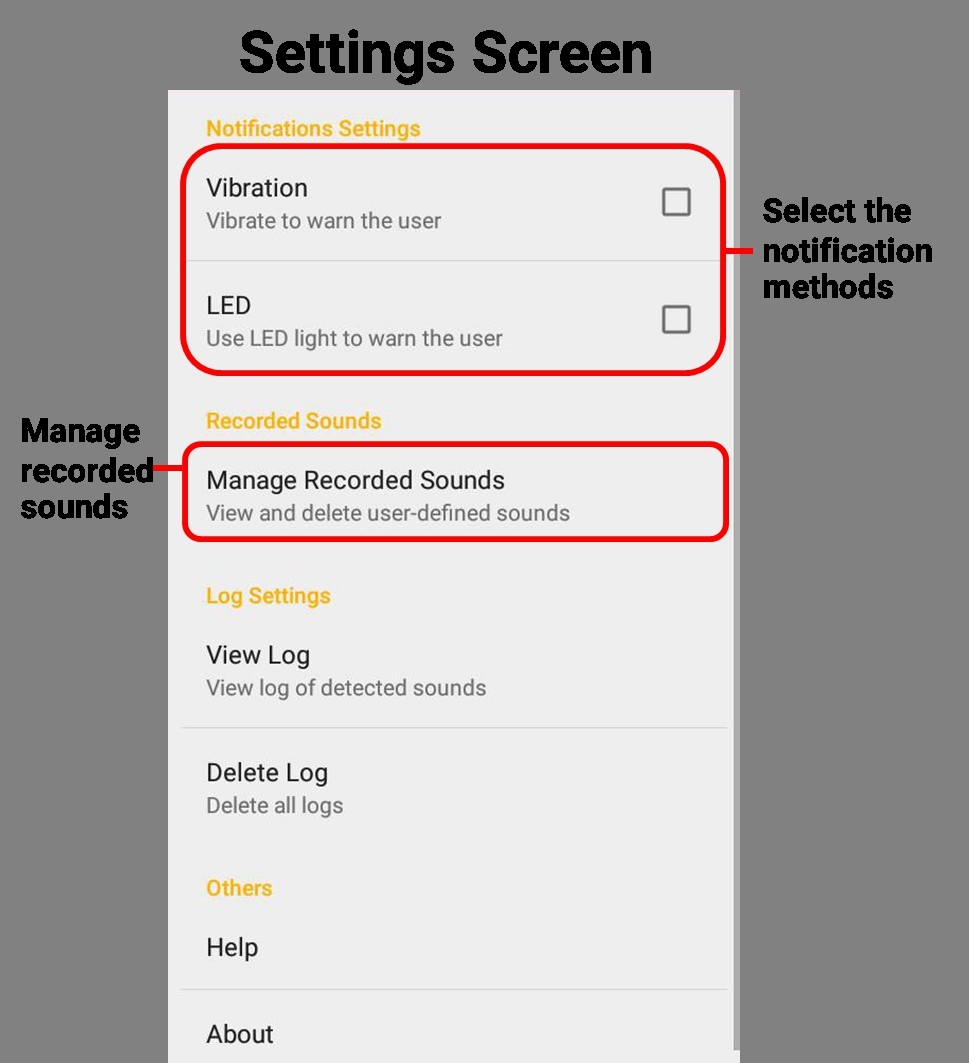 Settings Screen
Notifications Settings
Vibration
Vibrate to warn the user
LED
Use LED light to warn the user
Select the
notification
methods
Recorded Sounds
Manage
recorded
sounds
Manage Recorded Sounds
View and delete user-defined sounds
Log Settings
View Log
View log of detected sounds
Delete Log
Delete all logs
Others
Help
About